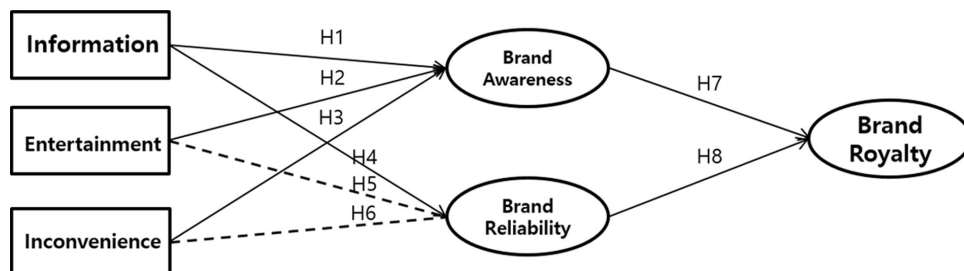 Information
Entertainment
Inconvenience
H1
H2
H3
H4
H5
H6
Brand
Awareness
Brand
Reliability
H7
H8
Brand
Royalty